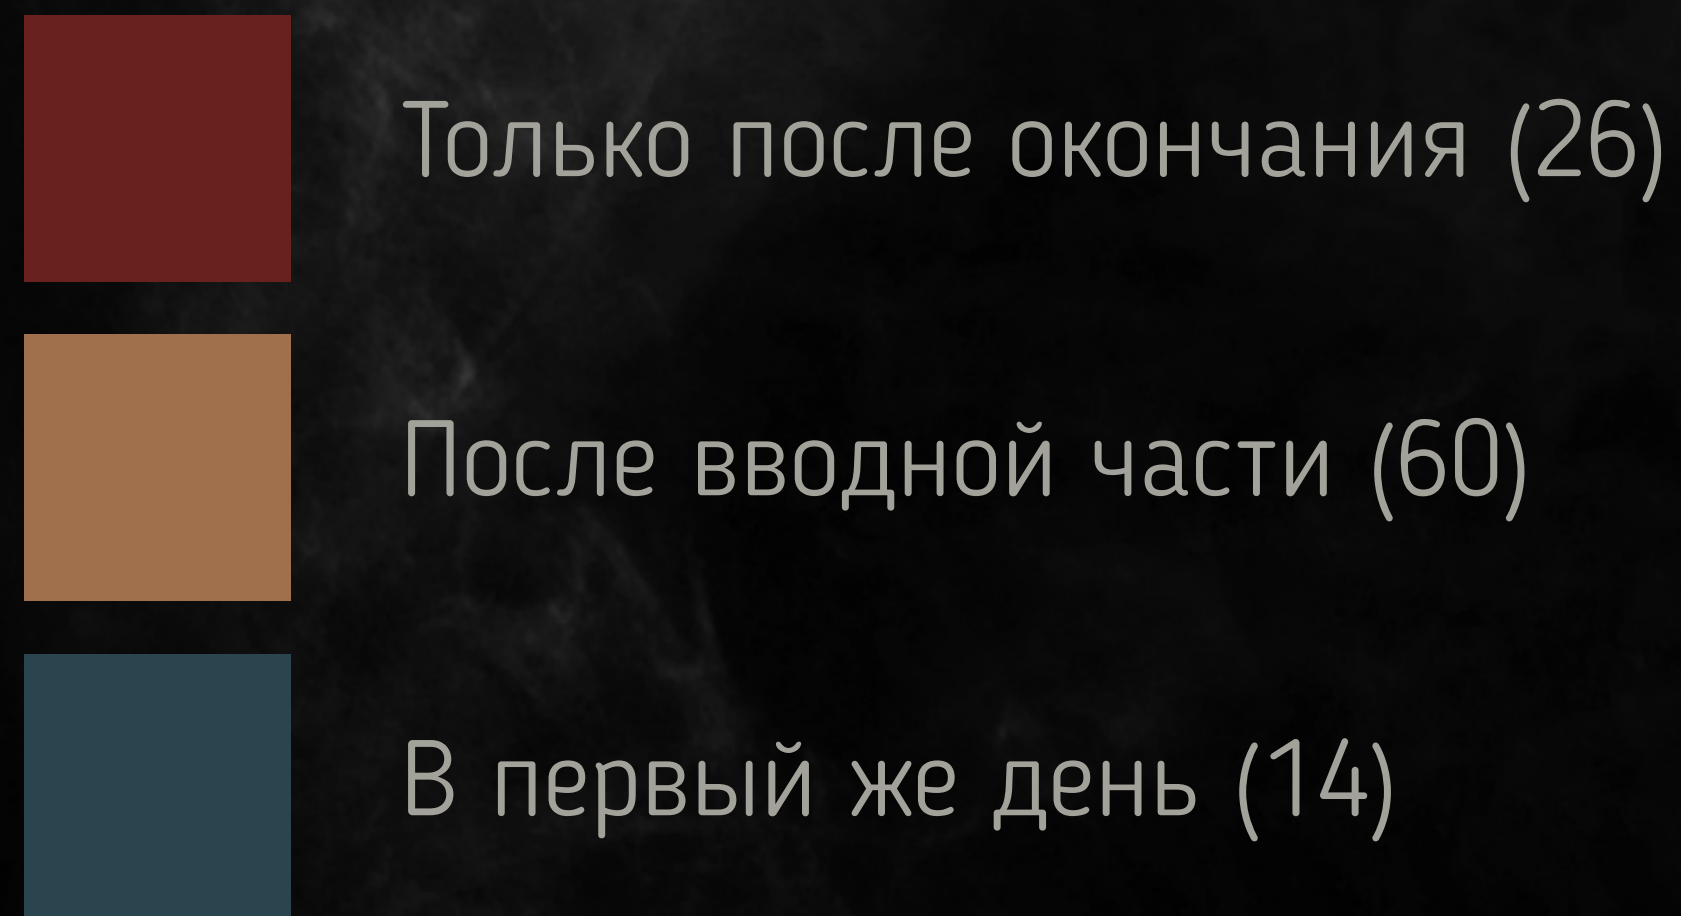 Только после окончания (26)
После вводной части (60)
В первый же день (14)